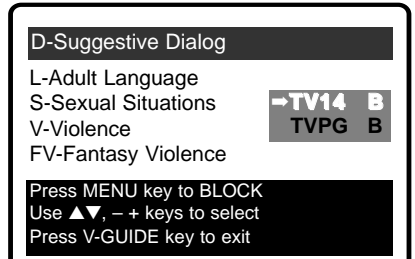 D-Suggestive Dialog
L-Adult Language
S-Sexual Situations ➡TV14 B
V-Violence TVPG B
FV-Fantasy Violence
Press MENU key to BLOCK
Use ▲▼, – + keys to select
Press V-GUIDE key to exit